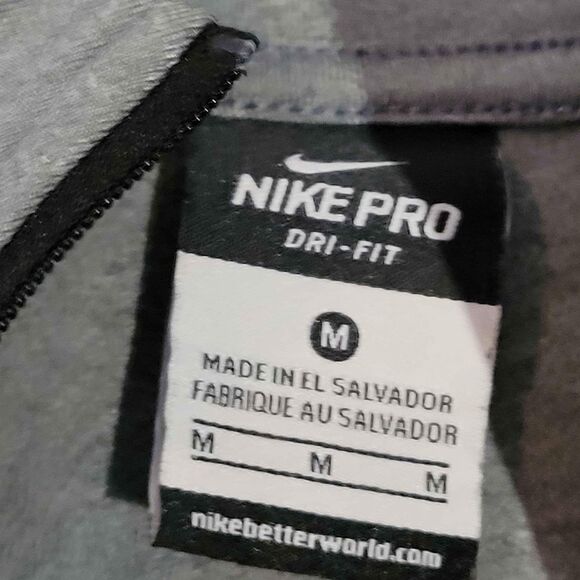 NIKE PRO
DRI-FIT
M
MADE IN EL SALVADOR
FABRIQUE AU SALVADOR
M M M
nikebetterworld.com